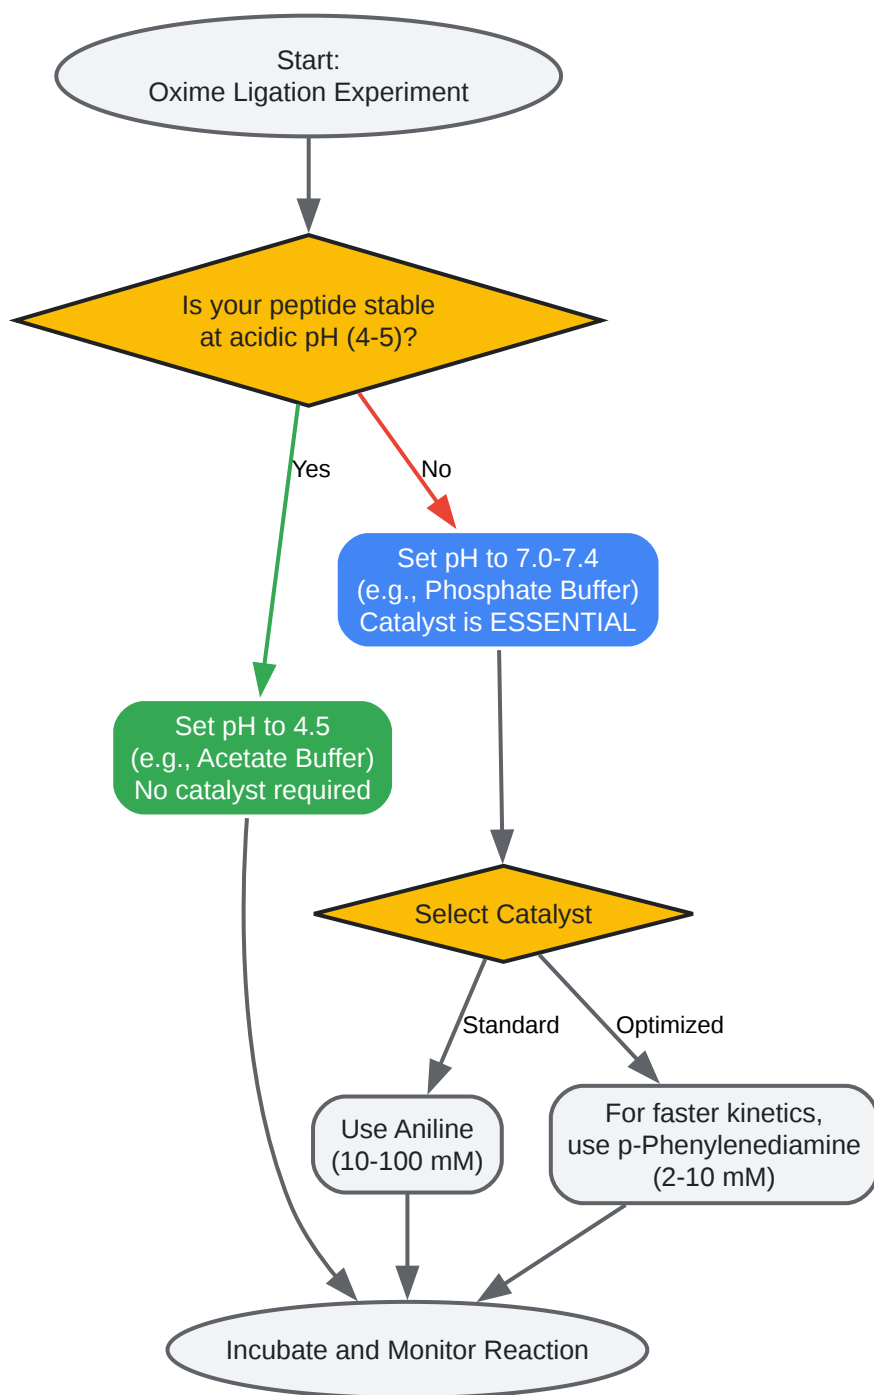 Start:
Oxime Ligation Experiment
Is your peptide stable
at acidic pH (4-5)?
Yes
No
Set pH to 7.0-7.4
(e.g., Phosphate Buffer)
Catalyst is ESSENTIAL
Set pH to 4.5
(e.g., Acetate Buffer)
No catalyst required
Select Catalyst
Standard
Optimized
Use Aniline
(10-100 mM)
For faster kinetics,
use p-Phenylenediamine
(2-10 mM)
Incubate and Monitor Reaction